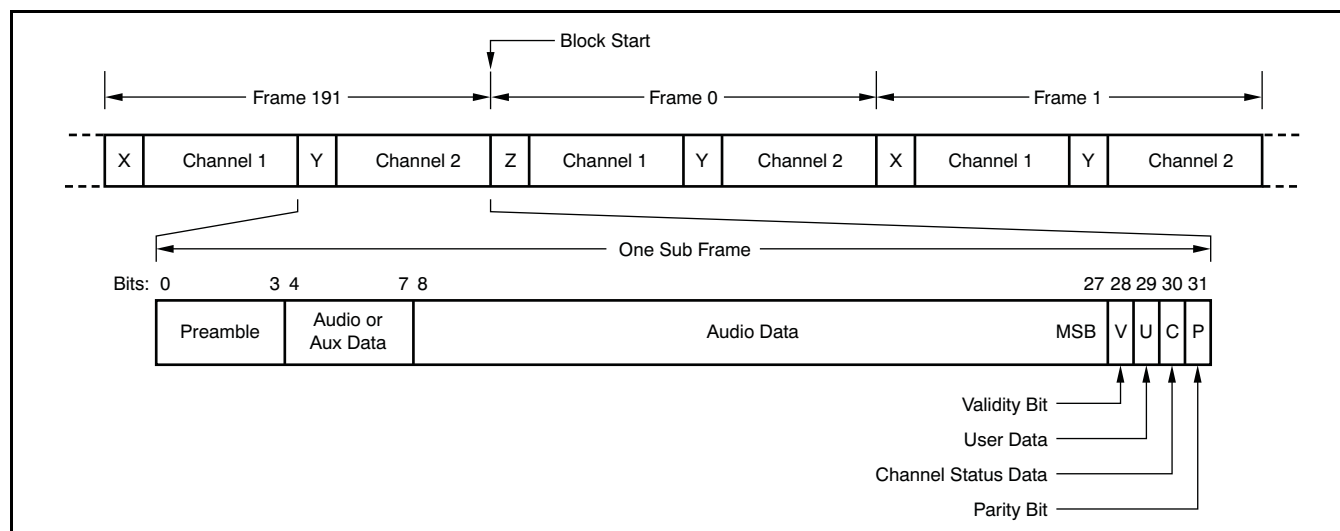 Block Start
Frame 191 Frame 0 Frame 1
X Channel 1 Y Channel 2 Z Channel 1 Y Channel 2 X Channel 1 Y Channel 2
One Sub Frame
Bits: 0 3 4 7 8 27 28 29 30 31
Preamble Audio or Aux Data Audio Data MSB V U C P
Validity Bit
User Data
Channel Status Data
Parity Bit